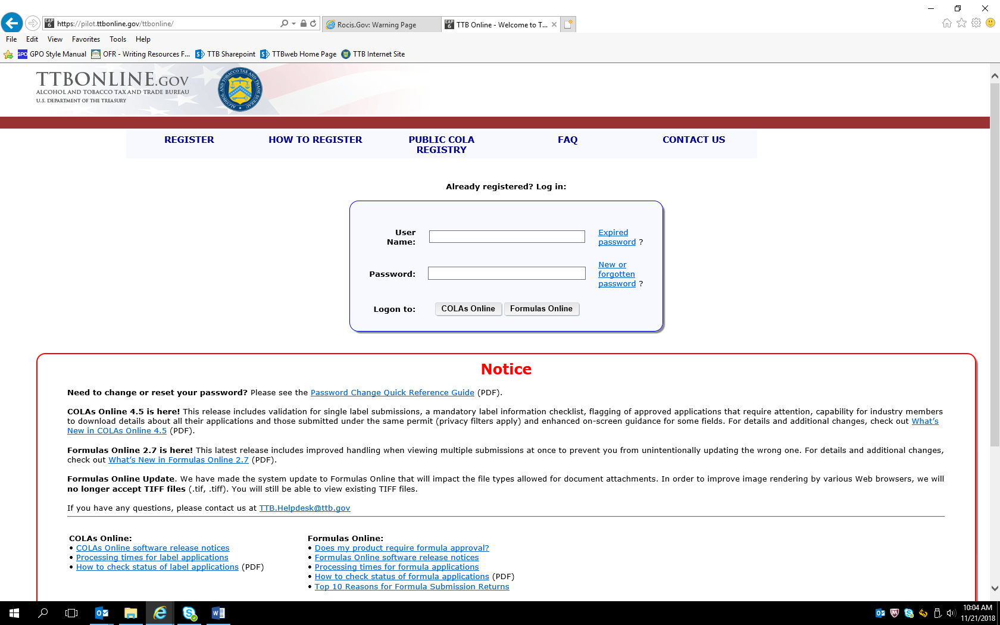 https://pilot.ttbonline.gov/ttbonline/
Rocis.Gov: Warning Page
TTB Online - Welcome to T...
File Edit View Favorites Tools Help
GPO Style Manual OFR - Writing Resources F... TTB Sharepoint TTBweb Home Page TTB Internet Site
TTBONLINE.GOV
ALCOHOL AND TOBACCO TAX AND TRADE BUREAU
U.S. DEPARTMENT OF THE TREASURY
ALCOHOL AND TOBACCO TAX AND TRADE BUREAU
REGISTER HOW TO REGISTER PUBLIC COLA FAQ CONTACT US
REGISTRY
Already registered? Log in:
User
Name:
Expired
password ?
Password:
New or
forgotten
password ?
Logon to: COLAs Online Formulas Online
Notice
Need to change or reset your password? Please see the Password Change Quick Reference Guide (PDF).
COLAs Online 4.5 is here! This release includes validation for single label submissions, a mandatory label information checklist, flagging of approved applications that require attention, capability for industry members
to download details about all their applications and those submitted under the same permit (privacy filters apply) and enhanced on-screen guidance for some fields. For details and additional changes, check out What's
New in COLAs Online 4.5 (PDF).
Formulas Online 2.7 is here! This latest release includes improved handling when viewing multiple submissions at once to prevent you from unintentionally updating the wrong one. For details and additional changes,
check out What's New in Formulas Online 2.7 (PDF).
Formulas Online Update. We have made the system update to Formulas Online that will impact the file types allowed for document attachments. In order to improve image rendering by various Web browsers, we will
no longer accept TIFF files (.tif, .tiff). You will still be able to view existing TIFF files.
If you have any questions, please contact us at TTB.Helpdesk@ttb.gov
COLAs Online:
• COLAs Online software release notices
• Processing times for label applications
• How to check status of label applications (PDF)
Formulas Online:
• Does my product require formula approval?
• Formulas Online software release notices
• Processing times for formula applications
• How to check status of formula applications (PDF)
• Top 10 Reasons for Formula Submission Returns
10:04 AM
11/21/2018